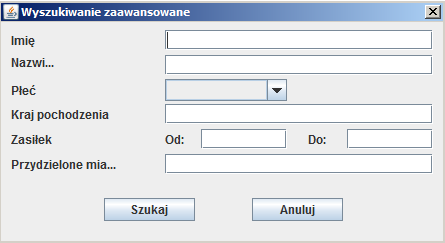 Wyszukiwanie zaawansowane
Imię
Nazwi...
Płeć
Kraj pochodzenia
Zasiłek Od: Do:
Przydzielone mia...
Szukaj Anuluj